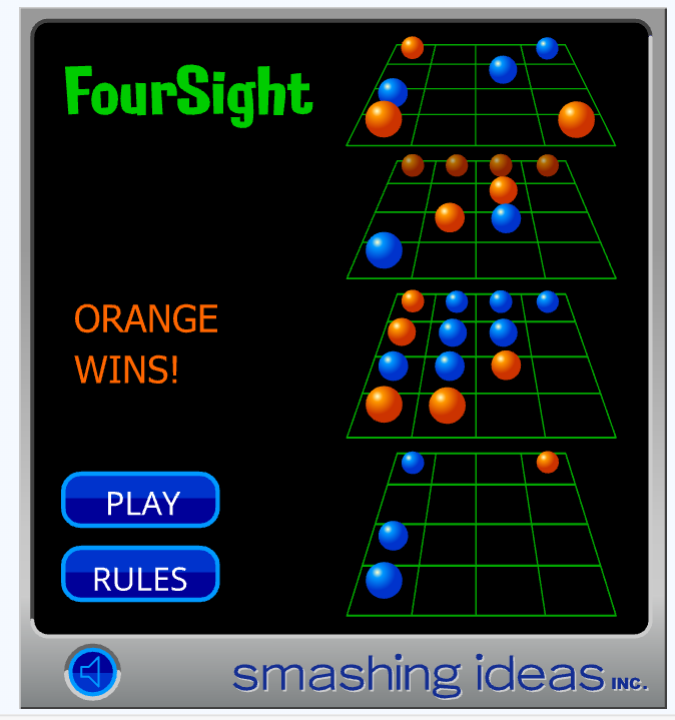 FourSight
ORANGE
WINS!
PLAY
RULES
smashing ideas INC.